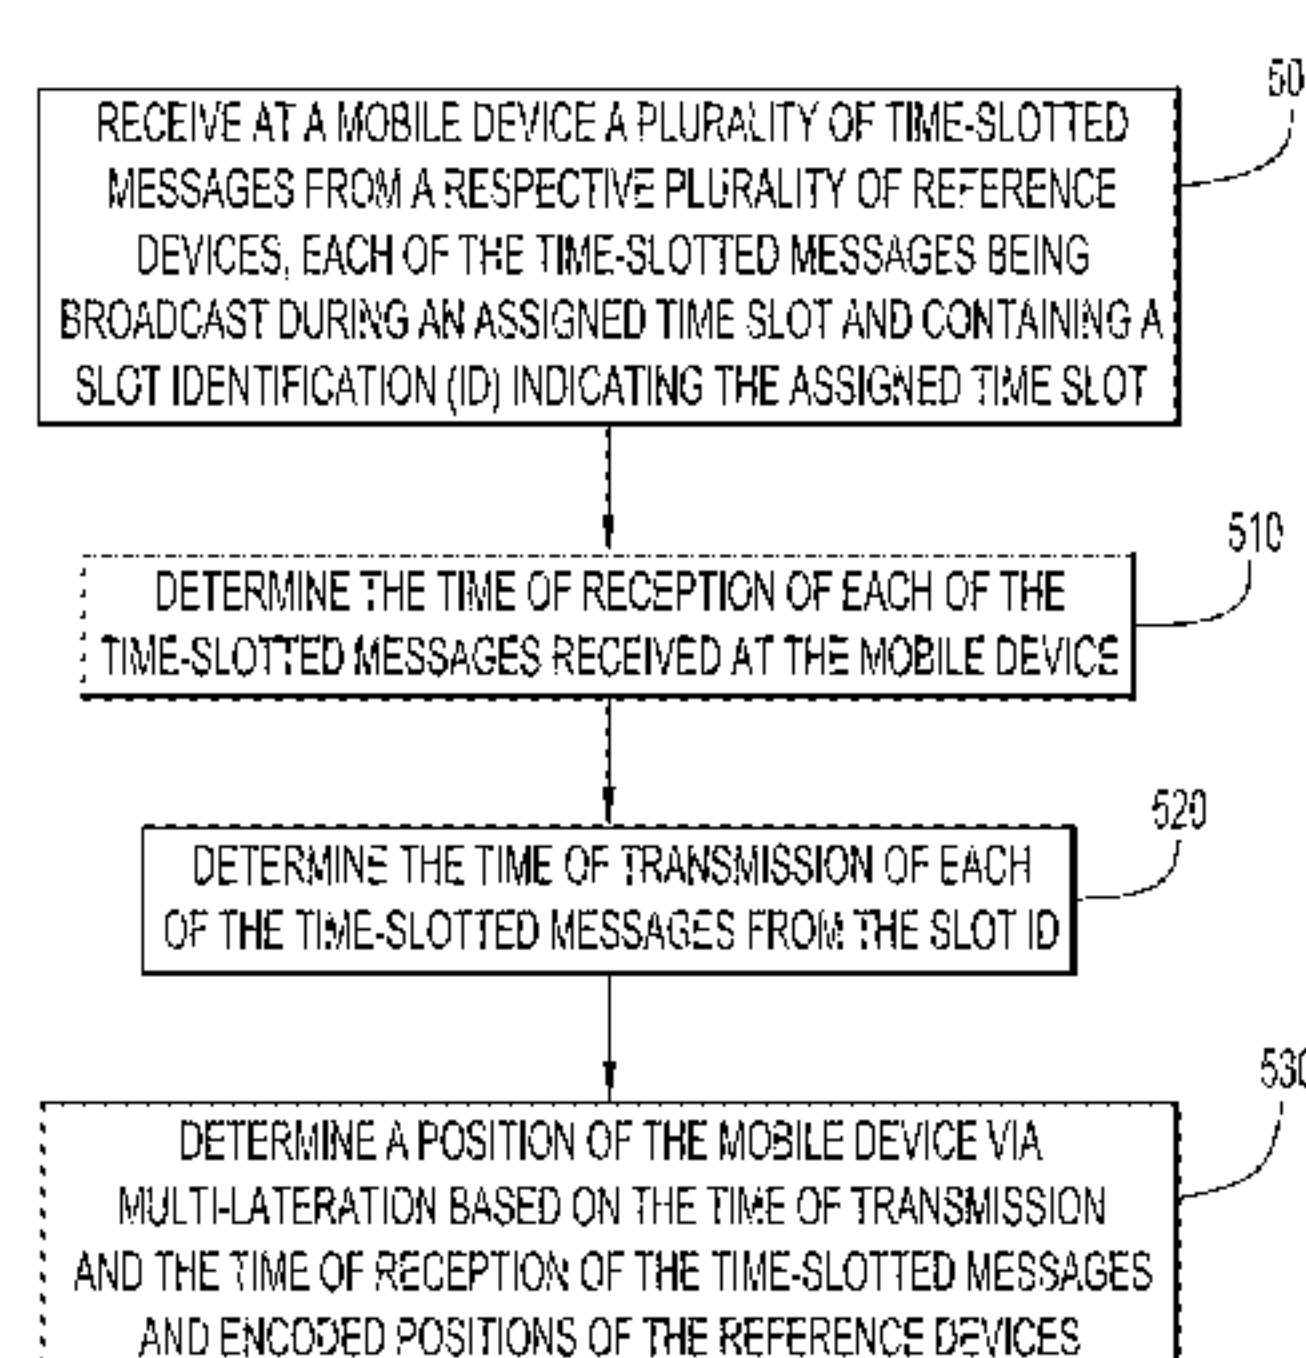 50
RECEIVE AT A MOBILE DEVICE A PLURALITY OF TIME-SLOTTED
MESSAGES FROM A RESPECTIVE PLURALITY OF REFERENCE
DEVICES, EACH OF THE TIME-SLOTTED MESSAGES BEING
BROADCAST DURING AN ASSIGNED TIME SLOT AND CONTAINING A
SLOT IDENTIFICATION (ID) INDICATING THE ASSIGNED TIME SLOT
510
DETERMINE THE TIME OF RECEPTION OF EACH OF THE
TIME-SLOTTED MESSAGES RECEIVED AT THE MOBILE DEVICE
520
DETERMINE THE TIME OF TRANSMISSION OF EACH
OF THE TIME-SLOTTED MESSAGES FROM THE SLOT ID
530
DETERMINE A POSITION OF THE MOBILE DEVICE VIA
MULTI-LATERATION BASED ON THE TIME OF TRANSMISSION
AND THE TIME OF RECEPTION OF THE TIME-SLOTTED MESSAGES
AND ENCODED POSITIONS OF THE REFERENCE DEVICES